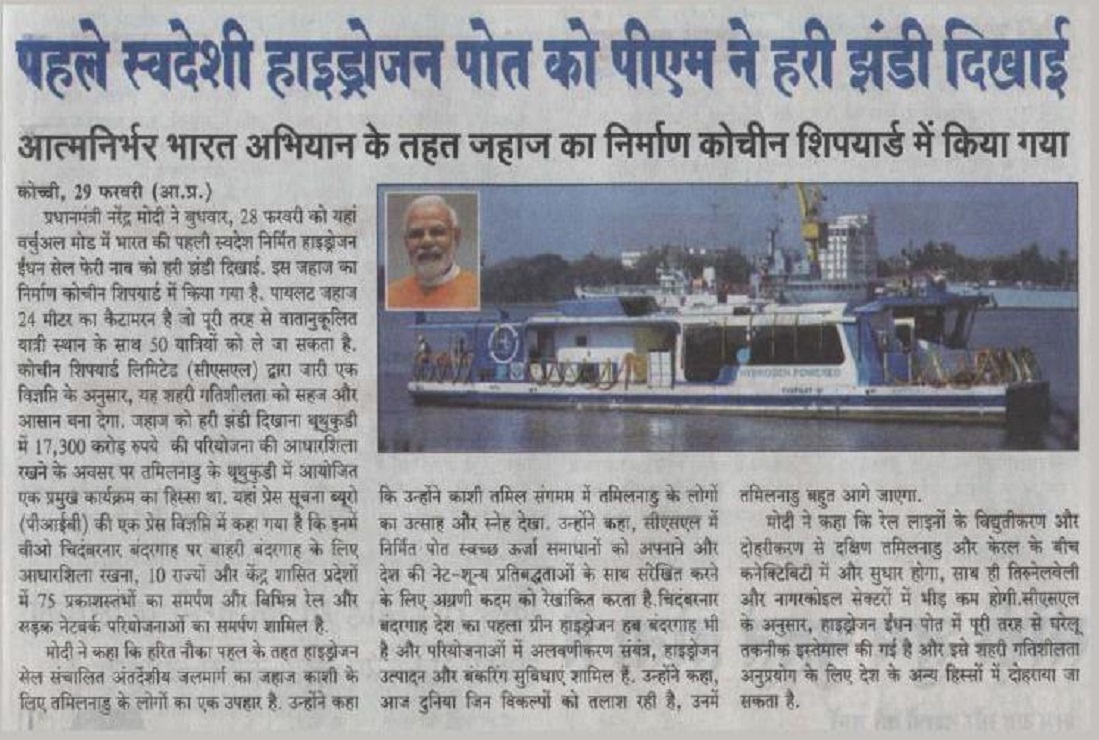 पहले स्वदेशी हाइड्रोजन पोत को पीएम ने हरी झंडी दिखाई
आत्मनिर्भर भारत अभियान के तहत जहाज का निर्माण कोचीन शिपयार्ड में किया गया
कोच्ची, 29 फरवरी (आ.प्र.)
प्रधानमंत्री नरेंद्र मोदी ने बुधवार, 28 फरवरी को यहां
वर्चुअल मोड में भारत की पहली स्वदेश निर्मित हाइड्रोजन
ईंधन सेल फेरी नाव को हरी झंडी दिखाई. इस जहाज का
निर्माण कोचीन शिपयार्ड में किया गया है. पायलट जहाज
24 मीटर का कैटामरन है जो पूरी तरह से वातानुकूलित
यात्री स्थान के साथ 50 यात्रियों को ले जा सकता है.
कोचीन शिपयार्ड लिमिटेड (सीएसएल) द्वारा जारी एक
विज्ञप्ति के अनुसार, यह शहरी गतिशीलता को सहज और
आसान बना देगा. जहाज को हरी झंडी दिखाना थूथुकुडी
में 17,300 करोड़ रुपये की परियोजना की आधारशिला
रखने के अवसर पर तमिलनाडु के थूथुकुडी में आयोजित
एक प्रमुख कार्यक्रम का हिस्सा था. यहां प्रेस सूचना ब्यूरो
(पीआईबी) की एक प्रेस विज्ञप्ति में कहा गया है कि इनमें
वीओ चिदंबरनार बंदरगाह पर बाहरी बंदरगाह के लिए
आधारशिला रखना, 10 राज्यों और केंद्र शासित प्रदेशों
में 75 प्रकाशस्तंभों का समर्पण और विभिन्न रेल और
सड़क नेटवर्क परियोजनाओं का समर्पण शामिल है.
मोदी ने कहा कि हरित नौका पहल के तहत हाइड्रोजन
सेल संचालित अंतर्देशीय जलमार्ग का जहाज काशी के
लिए तमिलनाडु के लोगों का एक उपहार है. उन्होंने कहा
HYDROGEN POWERED
कि उन्होंने काशी तमिल संगमम में तमिलनाडु के लोगों
का उत्साह और स्नेह देखा. उन्होंने कहा, सीएसएल में
निर्मित पोत स्वच्छ ऊर्जा समाधानों को अपनाने और
देश की नेट-शून्य प्रतिबद्धताओं के साथ संरेखित करने
के लिए अग्रणी कदम को रेखांकित करता है.चिदंबरनार
बंदरगाह देश का पहला ग्रीन हाइड्रोजन हब बंदरगाह भी
है और परियोजनाओं में अलवणीकरण संयंत्र, हाइड्रोजन
उत्पादन और बंकरिंग सुविधाएं शामिल हैं. उन्होंने कहा,
आज दुनिया जिन विकल्पों को तलाश रही है, उनमें
तमिलनाडु बहुत आगे जाएगा.
मोदी ने कहा कि रेल लाइनों के विद्युतीकरण और
दोहरीकरण से दक्षिण तमिलनाडु और केरल के बीच
कनेक्टिविटी में और सुधार होगा, साथ ही तिरुनेलवेली
और नागरकोइल सेक्टरों में भीड़ कम होगी.सीएसएल
के अनुसार, हाइड्रोजन ईंधन पोत में पूरी तरह से घरेलू
तकनीक इस्तेमाल की गई है और इसे शहरी गतिशीलता
अनुप्रयोग के लिए देश के अन्य हिस्सों में दोहराया जा
सकता है.